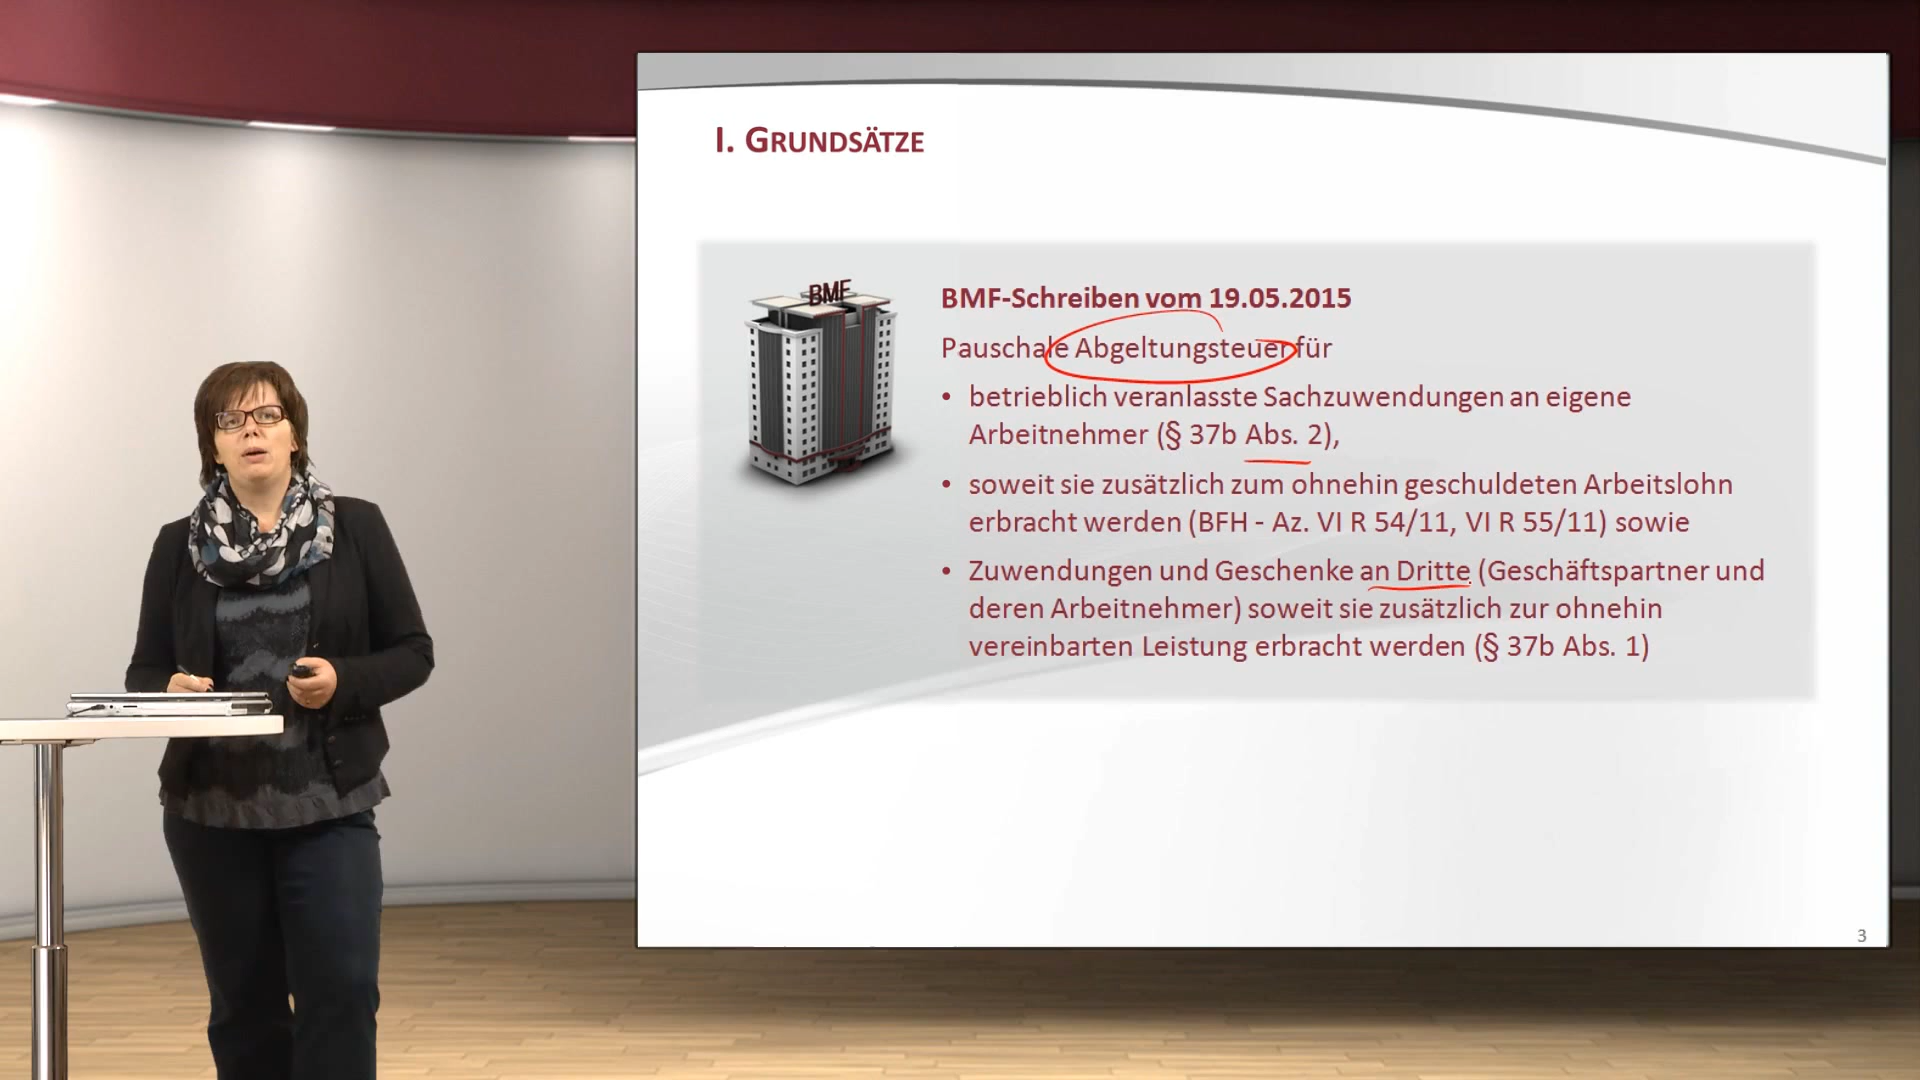 I. GRUNDSÄTZE
BMF
BMF-Schreiben vom 19.05.2015
Pauschale Abgeltungsteuer für
• betrieblich veranlasste Sachzuwendungen an eigene
Arbeitnehmer (§ 37b Abs. 2),
• soweit sie zusätzlich zum ohnehin geschuldeten Arbeitslohn
erbracht werden (BFH - Az. VI R 54/11, VI R 55/11) sowie
• Zuwendungen und Geschenke an Dritte (Geschäftspartner und
deren Arbeitnehmer) soweit sie zusätzlich zur ohnehin
vereinbarten Leistung erbracht werden (§ 37b Abs. 1)
3